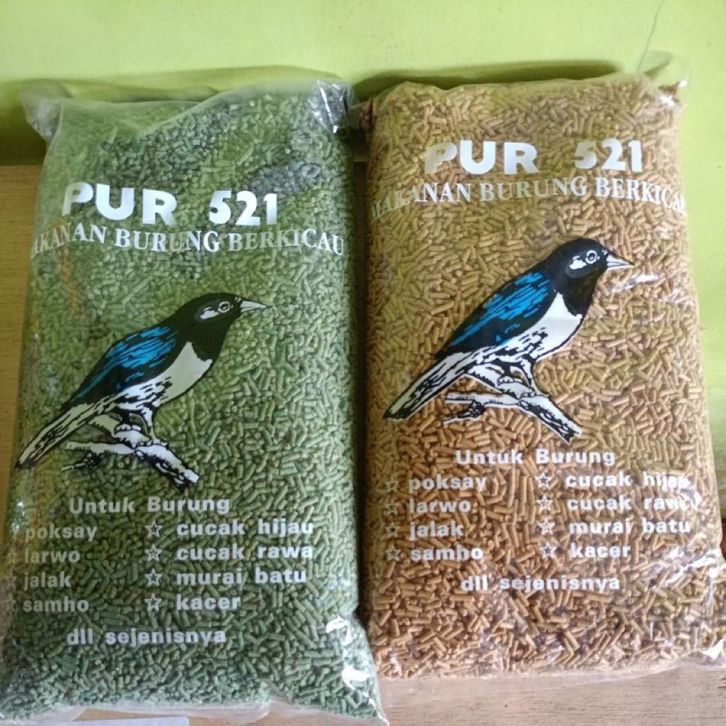 PUR 521
MAKANAN BURUNG BERKICAU
Untuk Burung
poksay ☆ cucak hijau
☆ larwo ☆ cucak rawa
☆ jalak ☆ murai batu
☆ samho ☆ kacer
dll sejenisnya
PUR 521
MAKANAN BURUNG BERKICAU
Untuk Burung
☆ poksay ☆ cucak hijau
☆ larwo ☆ cucak rawa
☆ jalak ☆ murai batu
☆ samho ☆ kacer
dll sejenisnya